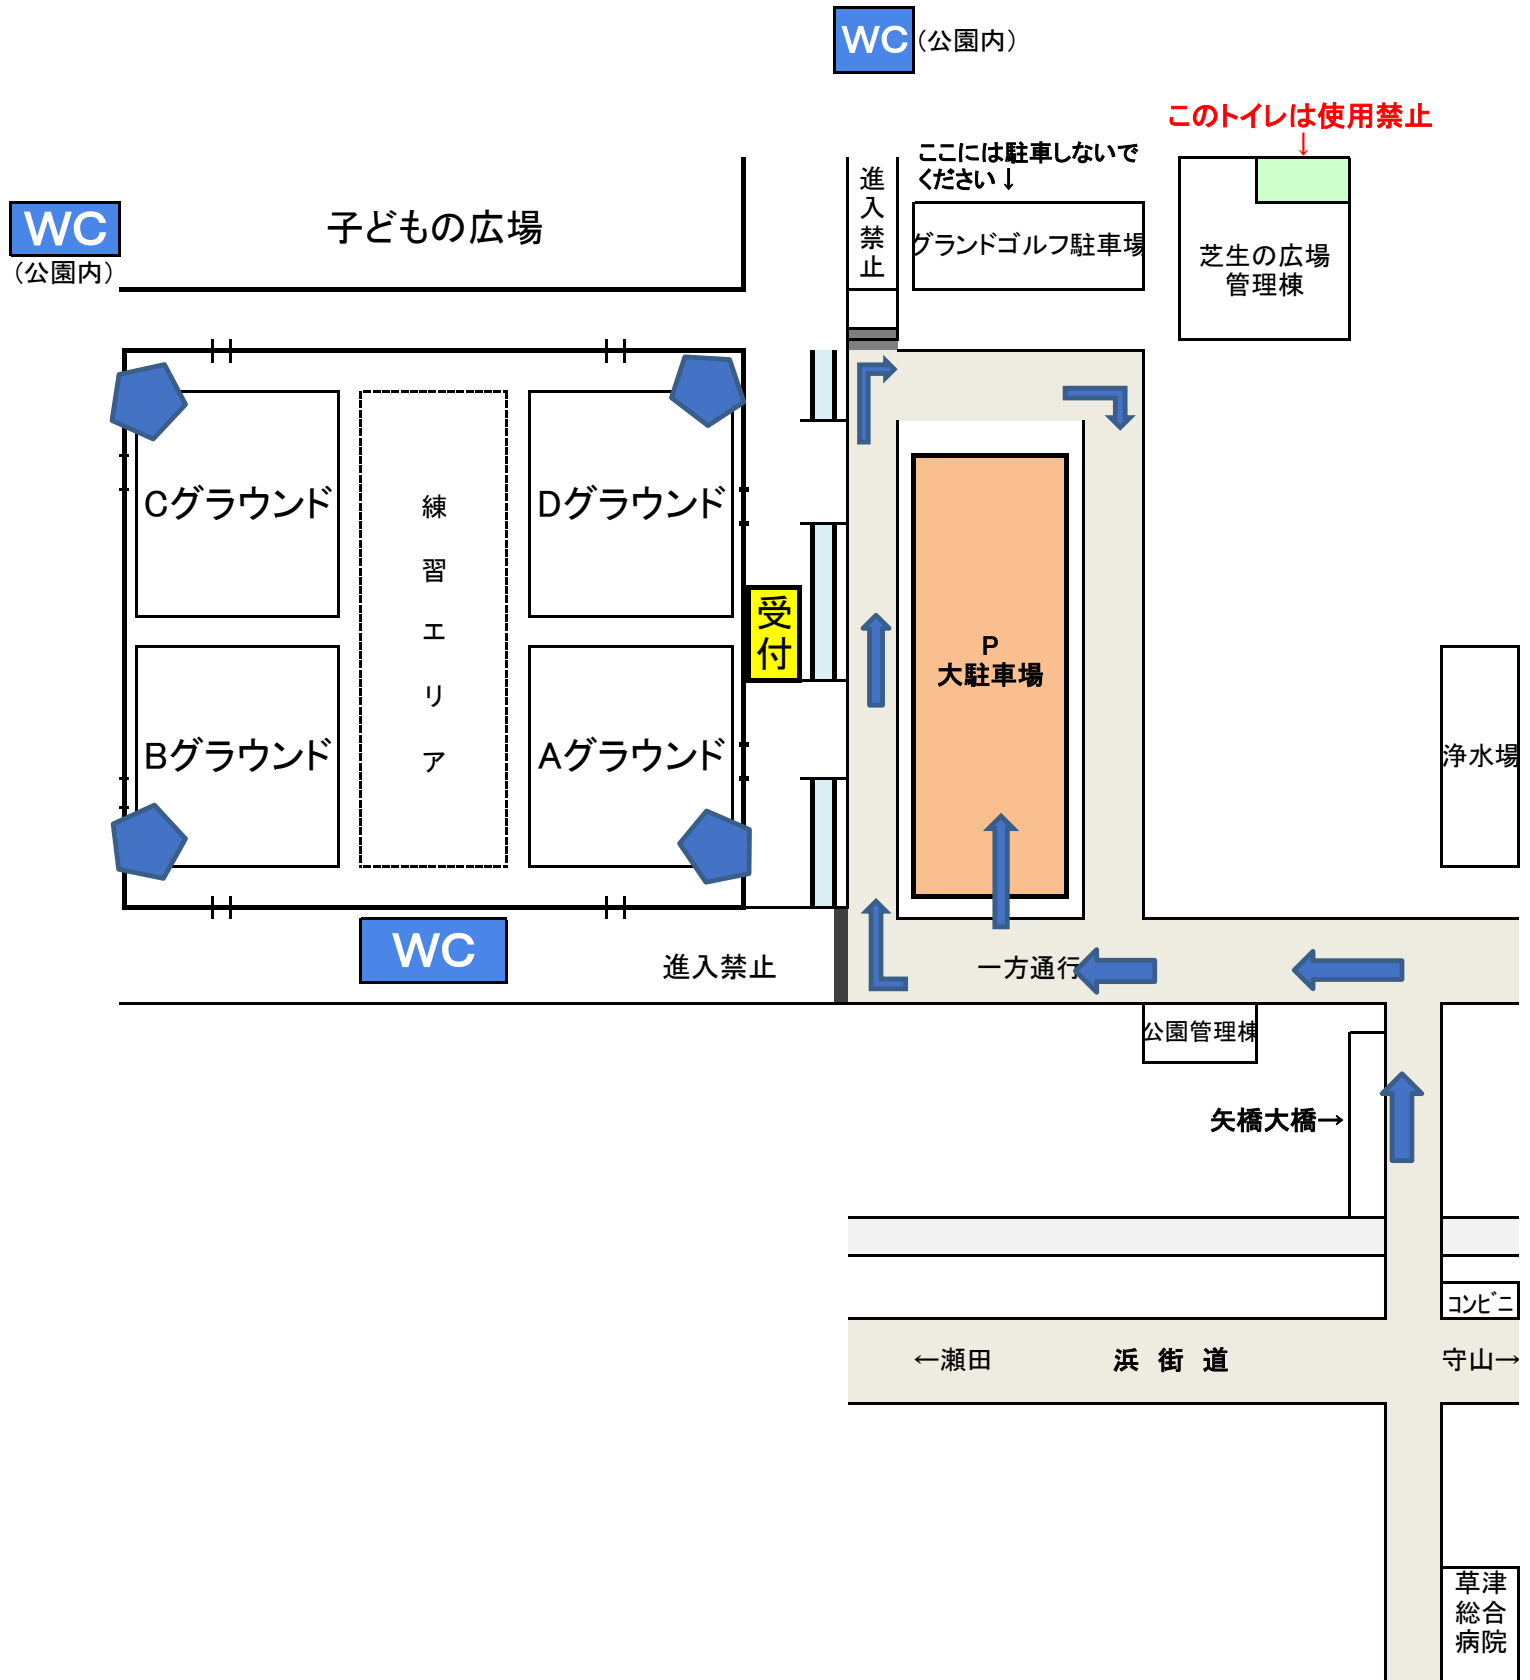 WC
（公園内）
このトイレは使用禁止
↓
ここには駐車しないで
ください↓
進入禁止
WC
（公園内）
子どもの広場
グランドゴルフ駐車場
芝生の広場
管理棟
Cグラウンド
練習エリア
Dグラウンド
受付
P
大駐車場
Bグラウンド
Aグラウンド
浄水場
WC
進入禁止
一方通行
公園管理棟
矢橋大橋→
コンビニ
←瀬田
浜 街 道
守山→
草津
総合
病院